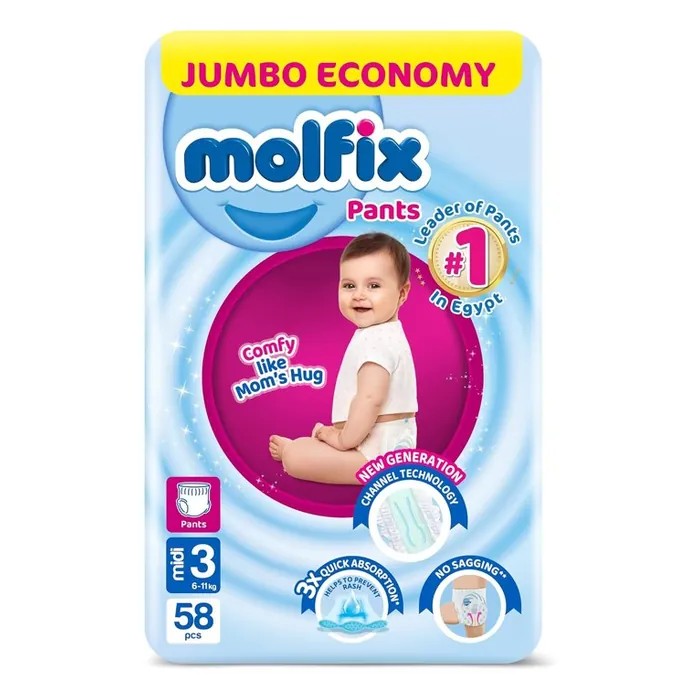 JUMBO ECONOMY
molfix
Pants
Leader of Pants
#1
In Egypt
Comfy
like
Mom's Hug
NEW GENERATION
CHANNEL TECHNOLOGY
Pants
midi 3
6-11kg
58
pcs
3X QUICK ABSORPTION*
HELPS TO PREVENT
RASH
NO SAGGING**